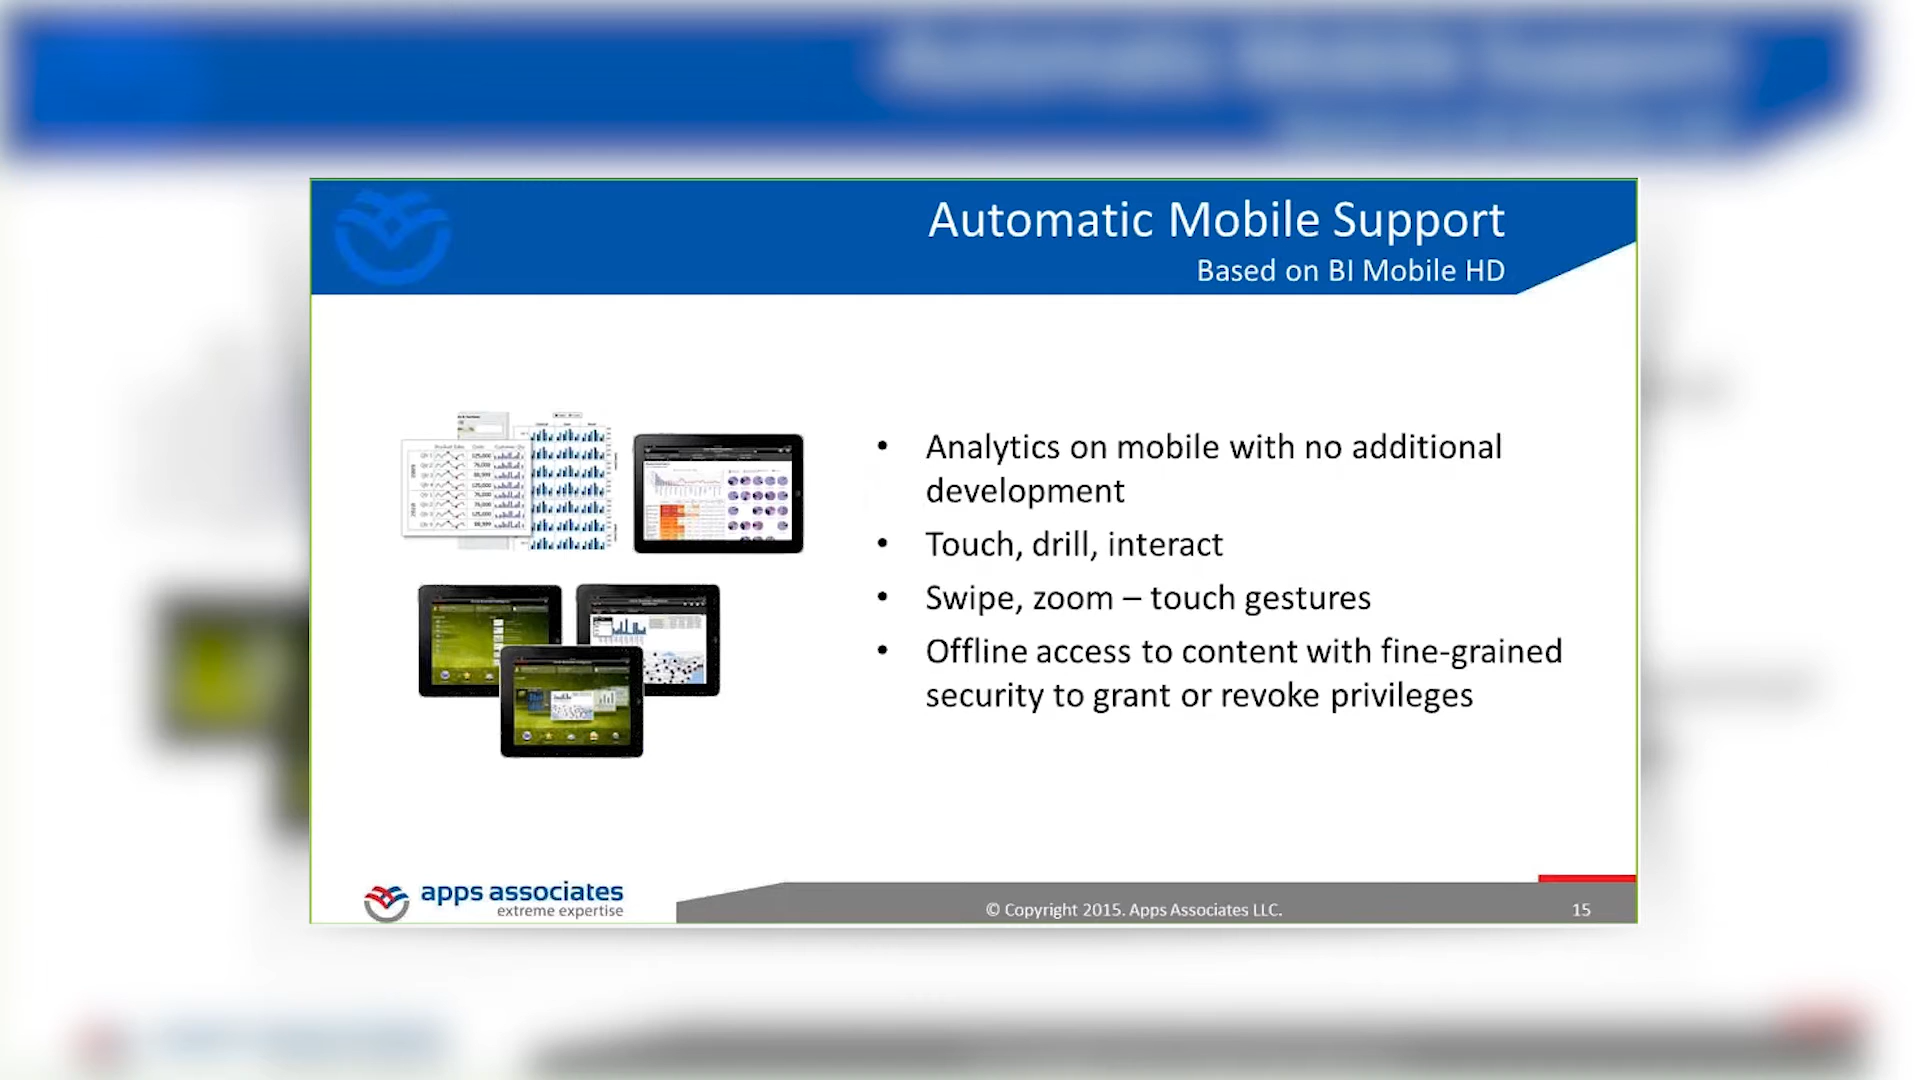 Automatic Mobile Support
Based on BI Mobile HD
• Analytics on mobile with no additional
development
• Touch, drill, interact
• Swipe, zoom – touch gestures
• Offline access to content with fine-grained
security to grant or revoke privileges
apps associates
extreme expertise
© Copyright 2015. Apps Associates LLC.
15